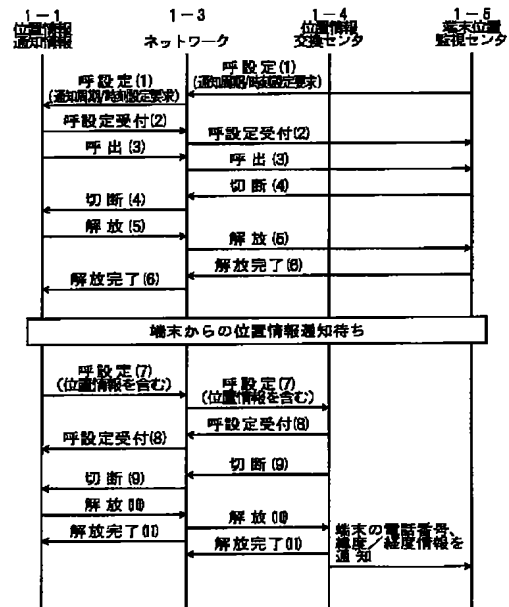 1－1
位置情報
通知情報
1－3
ネットワーク
1－4
位置情報
交換センタ
1－5
端末位置
監視センタ
呼設定(1)
(通知周期/時刻設定要求)
呼設定(1)
(通知周期/時刻設定要求)
呼設定受付(2)
呼設定受付(2)
呼出(3)
呼出(3)
切断(4)
切断(4)
解放(5)
解放(5)
解放完了(6)
解放完了(6)
端末からの位置情報通知待ち
呼設定(7)
(位置情報を含む)
呼設定(7)
(位置情報を含む)
呼設定受付(8)
呼設定受付(8)
切断(9)
切断(9)
解放(10)
解放(10)
解放完了(11)
解放完了(11)
端末の電話番号、
緯度／経度情報を
通知